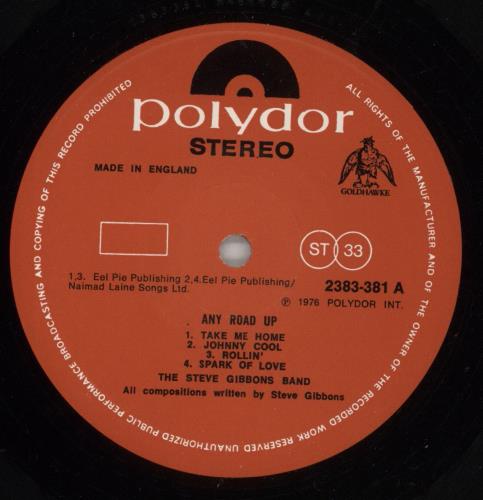 polydor
STEREO
MADE IN ENGLAND
GOLDHAWKE
ST 33
1,3. Eel Pie Publishing 2,4.Eel Pie Publishing/
Naimad Laine Songs Ltd.
2383-381 A
℗ 1976 POLYDOR INT.
ANY ROAD UP
1. TAKE ME HOME
2. JOHNNY COOL
3. ROLLIN'
4. SPARK OF LOVE
THE STEVE GIBBONS BAND
All compositions written by Steve Gibbons
ALL RIGHTS OF THE MANUFACTURER AND OF THE OWNER OF THE RECORDED WORK RESERVED UNAUTHORIZED PUBLIC PERFORMANCE BROADCASTING AND COPYING OF THIS RECORD PROHIBITED